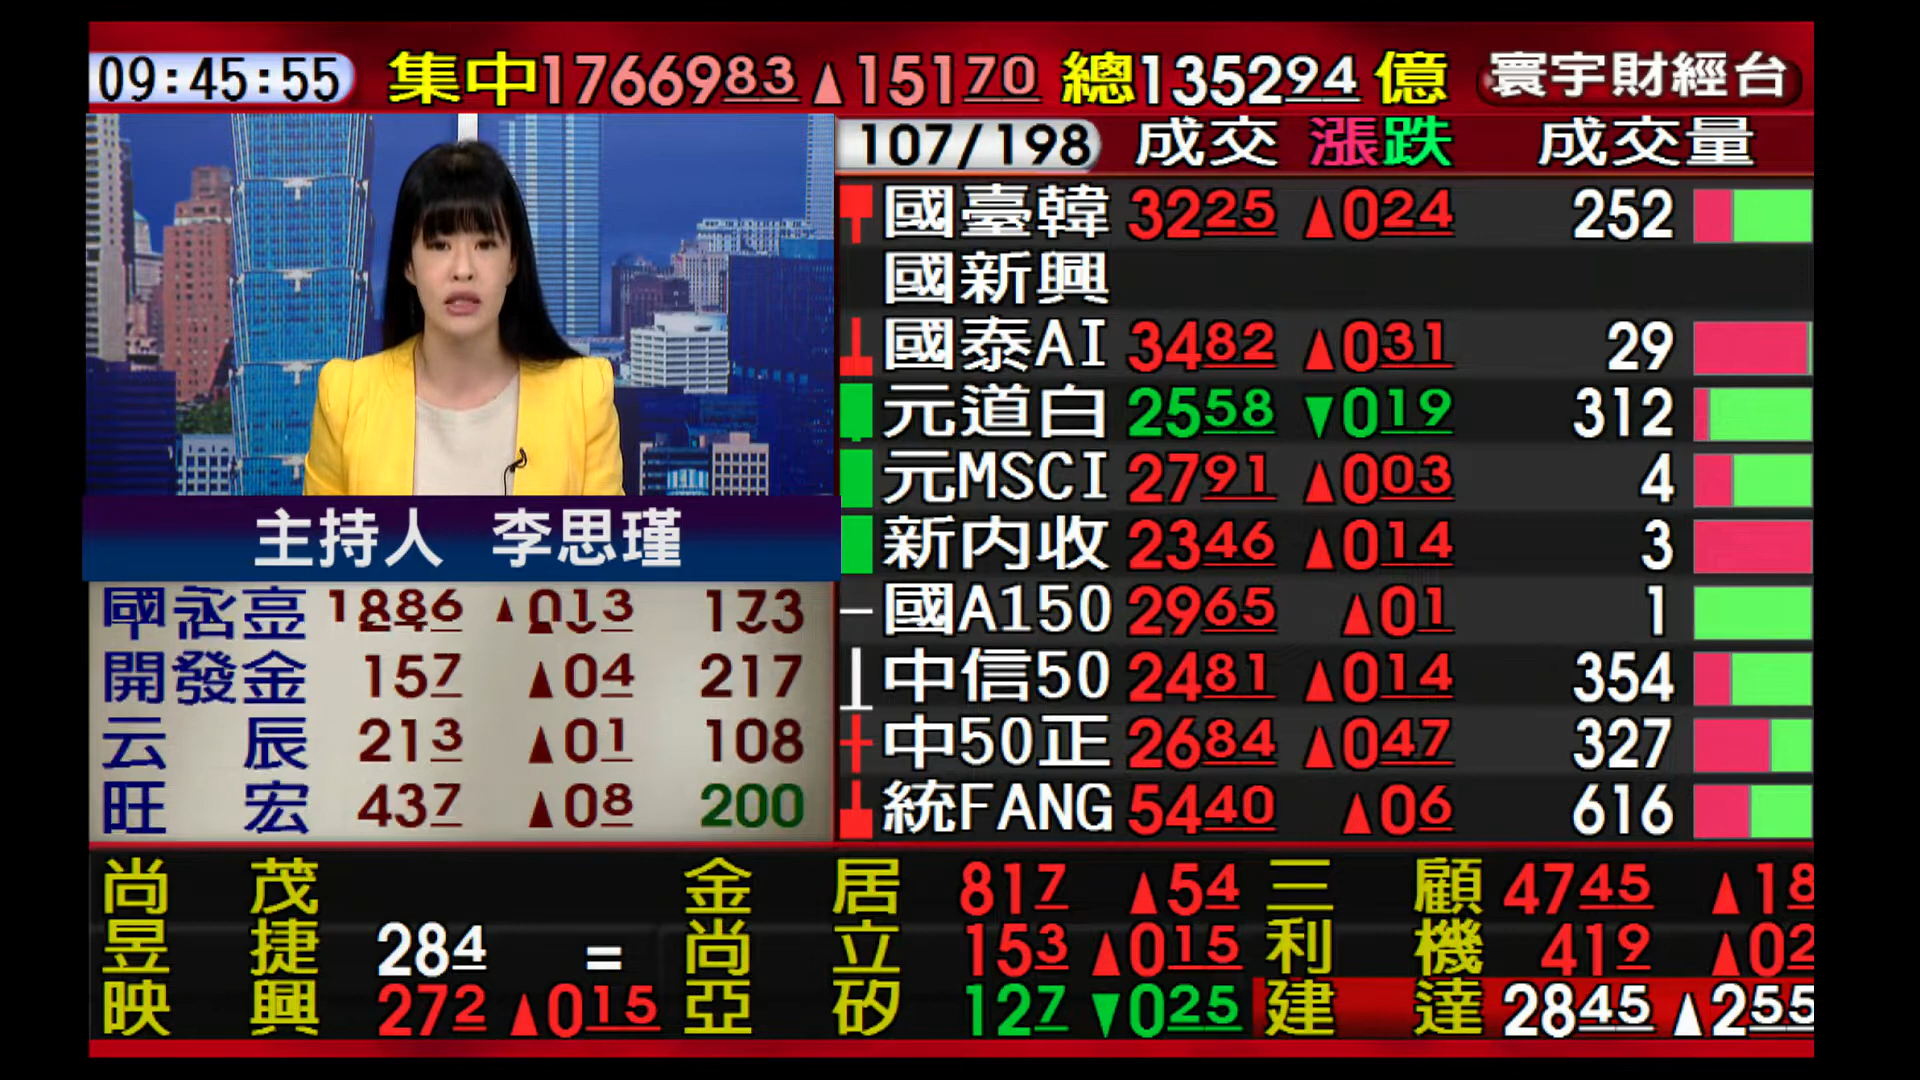 09:45:55 集中1766983 ▲15170 總135294億 寰宇財經台
107/198 成交 漲跌 成交量
國臺韓 3225 ▲024 252
國新興
國泰AI 3482 ▲031 29
元道白 2558 ▼019 312
元MSCI 2791 ▲003 4
新內收 2346 ▲014 3
國A150 2965 ▲01 1
中信50 2481 ▲014 354
中50正 2684 ▲047 327
統FANG 5440 ▲06 616
主持人 李思瑾
開發金 157 ▲04 217
云辰 213 ▲01 108
旺宏 437 ▲08 200
尚茂 金居 817 ▲54 三顧 4745 ▲18
昱捷 284 = 尚立 153 ▲015 利機 419 ▲02
映興 272 ▲015 亞矽 127 ▼025 建達 2845 ▲255